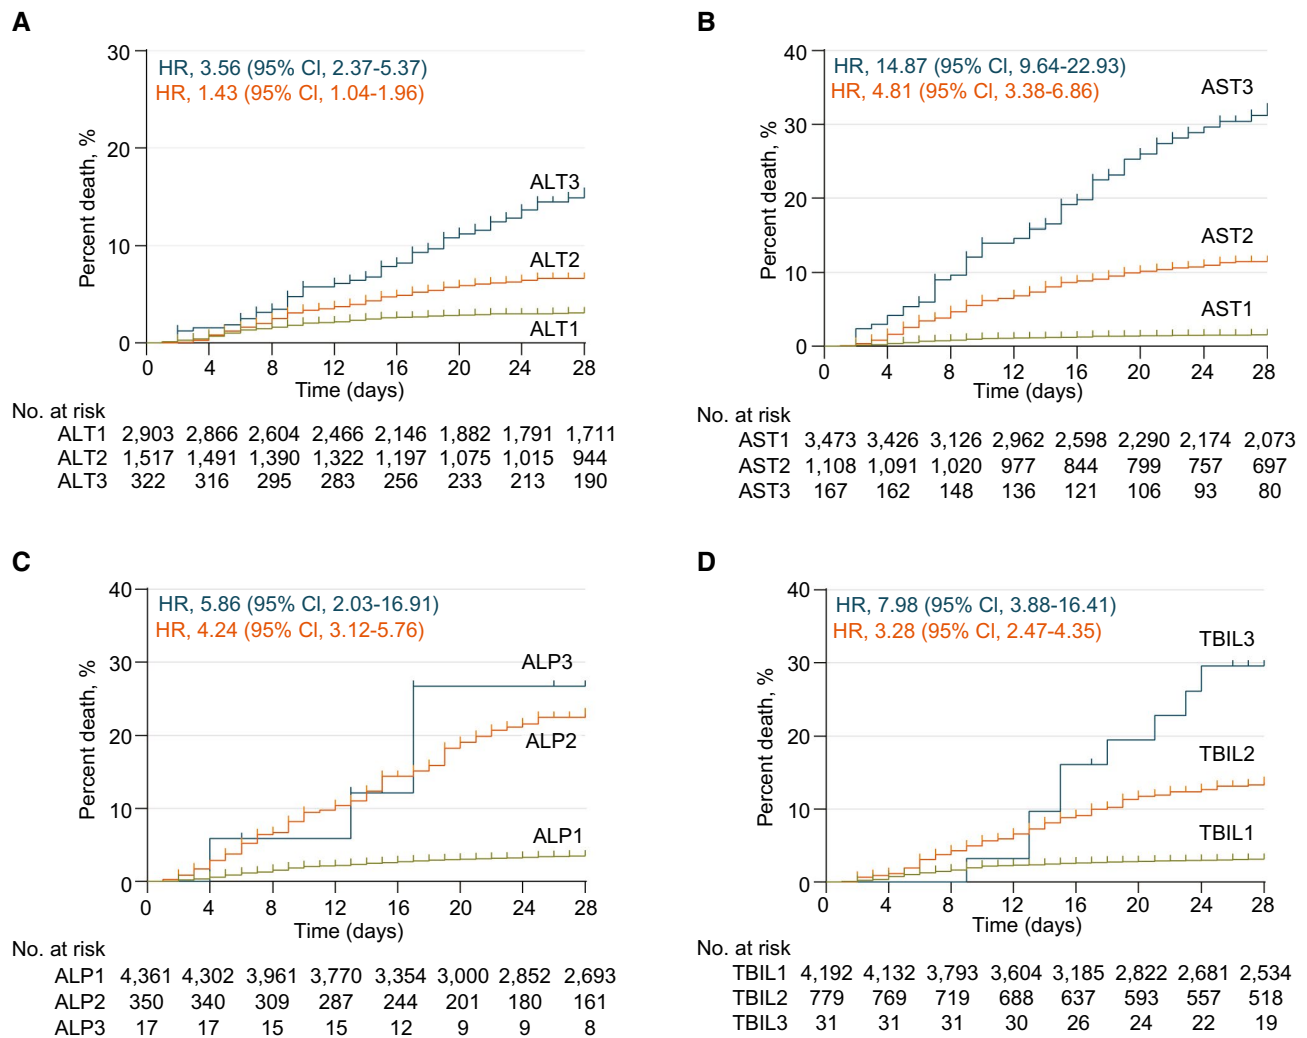 A
30
20
10
0
Percent death, %
HR, 3.56 (95% CI, 2.37-5.37)
HR, 1.43 (95% CI, 1.04-1.96)
ALT3
ALT2
ALT1
0 4 8 12 16 20 24 28
Time (days)
No. at risk
ALT1 2,903 2,866 2,604 2,466 2,146 1,882 1,791 1,711
ALT2 1,517 1,491 1,390 1,322 1,197 1,075 1,015 944
ALT3 322 316 295 283 256 233 213 190
B
40
30
20
10
0
Percent death, %
HR, 14.87 (95% CI, 9.64-22.93)
HR, 4.81 (95% CI, 3.38-6.86)
AST3
AST2
AST1
0 4 8 12 16 20 24 28
Time (days)
No. at risk
AST1 3,473 3,426 3,126 2,962 2,598 2,290 2,174 2,073
AST2 1,108 1,091 1,020 977 844 799 757 697
AST3 167 162 148 136 121 106 93 80
C
40
30
20
10
0
Percent death, %
HR, 5.86 (95% CI, 2.03-16.91)
HR, 4.24 (95% CI, 3.12-5.76)
ALP3
ALP2
ALP1
0 4 8 12 16 20 24 28
Time (days)
No. at risk
ALP1 4,361 4,302 3,961 3,770 3,354 3,000 2,852 2,693
ALP2 350 340 309 287 244 201 180 161
ALP3 17 17 15 15 12 9 9 8
D
40
30
20
10
0
Percent death, %
HR, 7.98 (95% CI, 3.88-16.41)
HR, 3.28 (95% CI, 2.47-4.35)
TBIL3
TBIL2
TBIL1
0 4 8 12 16 20 24 28
Time (days)
No. at risk
TBIL1 4,192 4,132 3,793 3,604 3,185 2,822 2,681 2,534
TBIL2 779 769 719 688 637 593 557 518
TBIL3 31 31 31 30 26 24 22 19